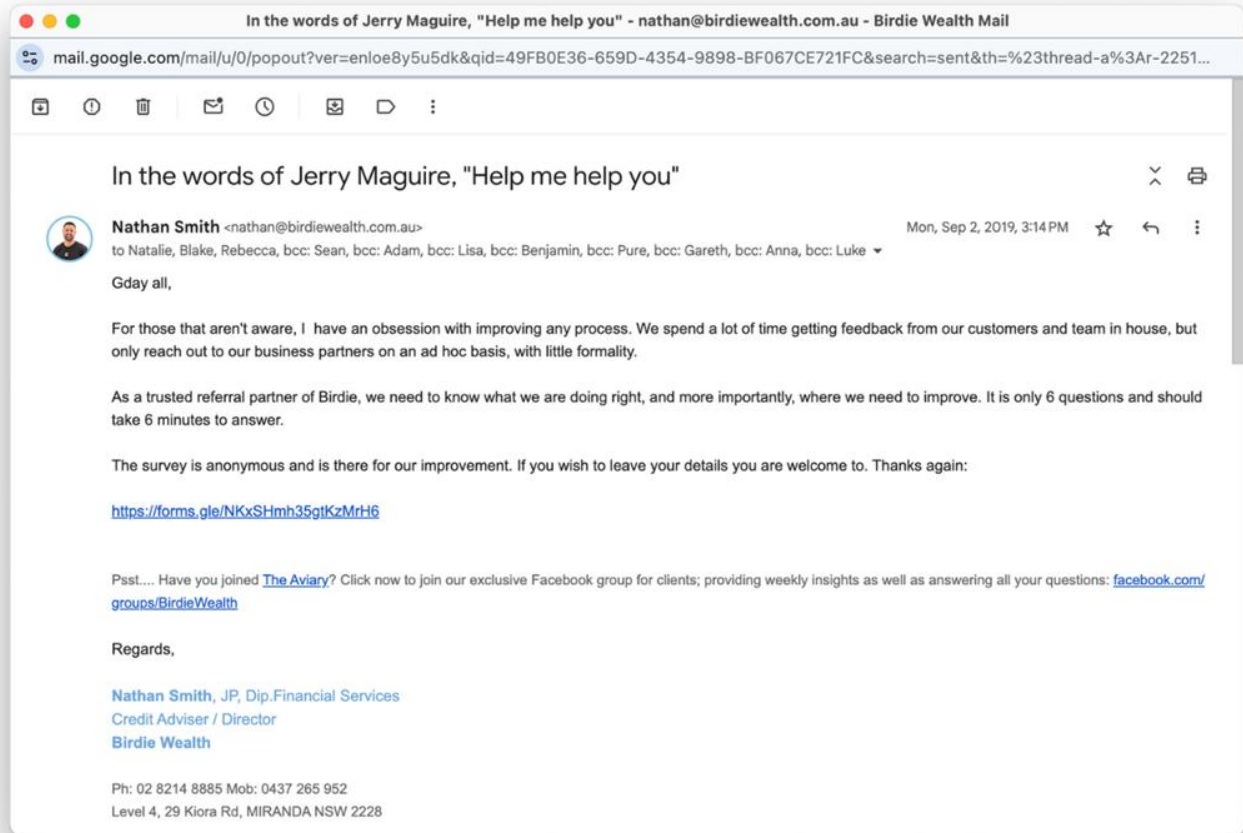 In the words of Jerry Maguire, "Help me help you" - nathan@birdiewealth.com.au - Birdie Wealth Mail
mail.google.com/mail/u/0/popout?ver=enloe8y5u5dk&qid=49FB0E36-659D-4354-9898-BF067CE721FC&search=sent&th=%23thread-a%3Ar-2251...
In the words of Jerry Maguire, "Help me help you"
Nathan Smith <nathan@birdiewealth.com.au> Mon, Sep 2, 2019, 3:14 PM
to Natalie, Blake, Rebecca, bcc: Sean, bcc: Adam, bcc: Lisa, bcc: Benjamin, bcc: Pure, bcc: Gareth, bcc: Anna, bcc: Luke
Gday all,
For those that aren't aware, I  have an obsession with improving any process. We spend a lot of time getting feedback from our customers and team in house, but
only reach out to our business partners on an ad hoc basis, with little formality.
As a trusted referral partner of Birdie, we need to know what we are doing right, and more importantly, where we need to improve. It is only 6 questions and should
take 6 minutes to answer.
The survey is anonymous and is there for our improvement. If you wish to leave your details you are welcome to. Thanks again:
https://forms.gle/NKxSHmh35gtKzMrH6
Psst.... Have you joined The Aviary? Click now to join our exclusive Facebook group for clients; providing weekly insights as well as answering all your questions: facebook.com/
groups/BirdieWealth
Regards,
Nathan Smith, JP, Dip.Financial Services
Credit Adviser / Director
Birdie Wealth
Ph: 02 8214 8885 Mob: 0437 265 952
Level 4, 29 Kiora Rd, MIRANDA NSW 2228